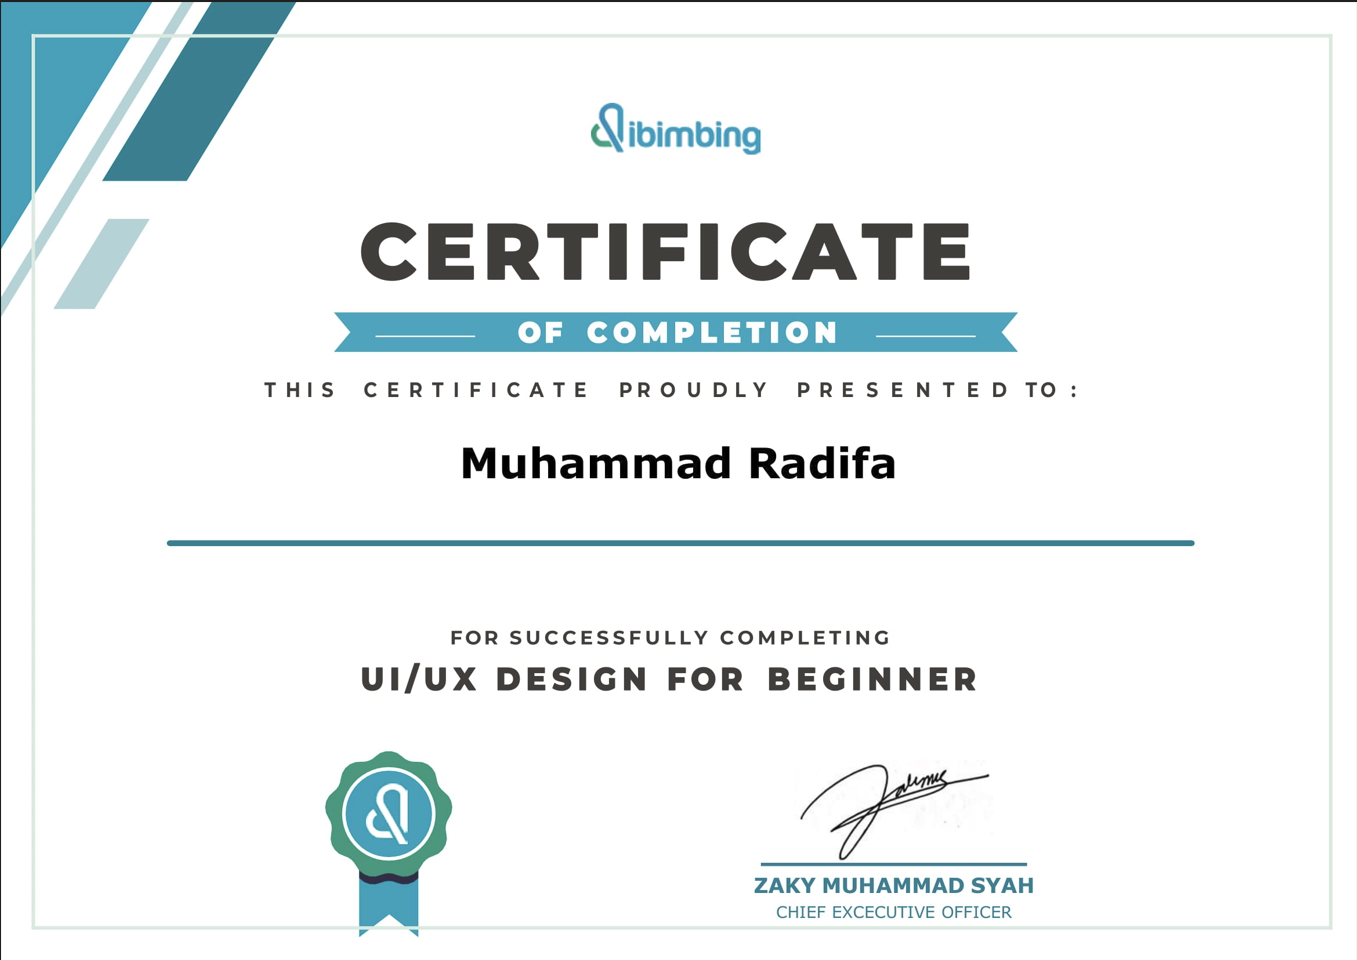 dibimbing
CERTIFICATE
OF COMPLETION
THIS CERTIFICATE PROUDLY PRESENTED TO :
Muhammad Radifa
FOR SUCCESSFULLY COMPLETING
UI/UX DESIGN FOR BEGINNER
ZAKY MUHAMMAD SYAH
CHIEF EXCECUTIVE OFFICER